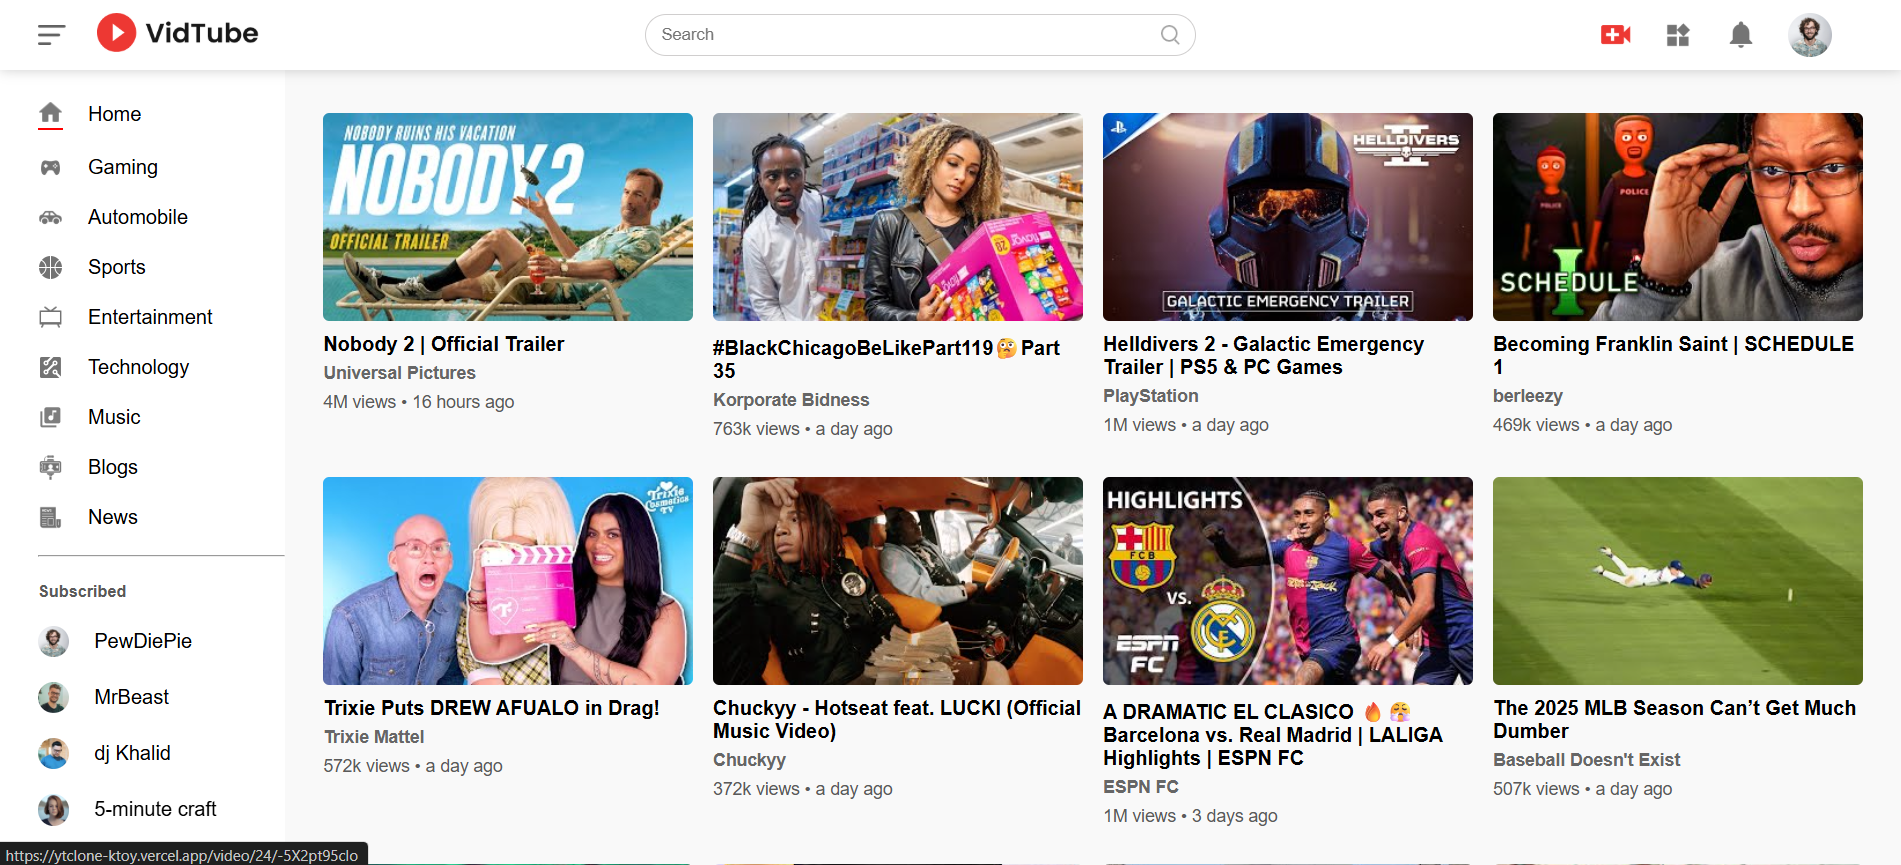 VidTube
Search
Home
Gaming
Automobile
Sports
Entertainment
Technology
Music
Blogs
News
Subscribed
PewDiePie
MrBeast
dj Khalid
5-minute craft
NOBODY RUINS HIS VACATION
NOBODY 2
OFFICIAL TRAILER
Nobody 2 | Official Trailer
Universal Pictures
4M views • 16 hours ago
#BlackChicagoBeLikePart119🤔Part
35
Korporate Bidness
763k views • a day ago
HELLDIVERS
II
GALACTIC EMERGENCY TRAILER
Helldivers 2 - Galactic Emergency
Trailer | PS5 & PC Games
PlayStation
1M views • a day ago
POLICE
POLICE
SCHEDULE
I
Becoming Franklin Saint | SCHEDULE
1
berleezy
469k views • a day ago
Trixie
Cosmetics
TV
Trixie Puts DREW AFUALO in Drag!
Trixie Mattel
572k views • a day ago
Chuckyy - Hotseat feat. LUCKI (Official
Music Video)
Chuckyy
372k views • a day ago
HIGHLIGHTS
FCB
VS.
ESPN
FC
A DRAMATIC EL CLASICO 🔥 😤
Barcelona vs. Real Madrid | LALIGA
Highlights | ESPN FC
ESPN FC
1M views • 3 days ago
The 2025 MLB Season Can’t Get Much
Dumber
Baseball Doesn't Exist
507k views • a day ago
https://ytclone-ktoy.vercel.app/video/24/-5X2pt95clo